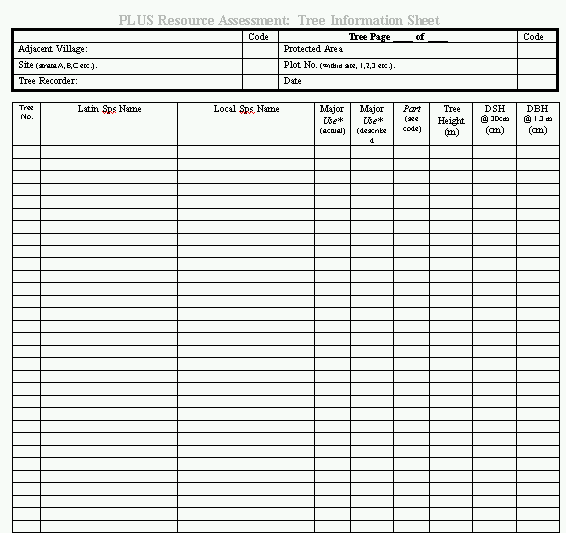 PLUS Resource Assessment: Tree Information Sheet
Code Tree Page ____ of ____ Code
Adjacent Village: Protected Area
Site (strata A, B, C etc.). Plot No. (within site, 1,2,3 etc.).
Tree Recorder: Date
Tree No. Latin Sps Name Local Sps Name Major Use* (actual) Major Use* (describe d Part (see code) Tree Height (m) DSH @ 30cm (cm) DBH @ 1.3 m (cm)